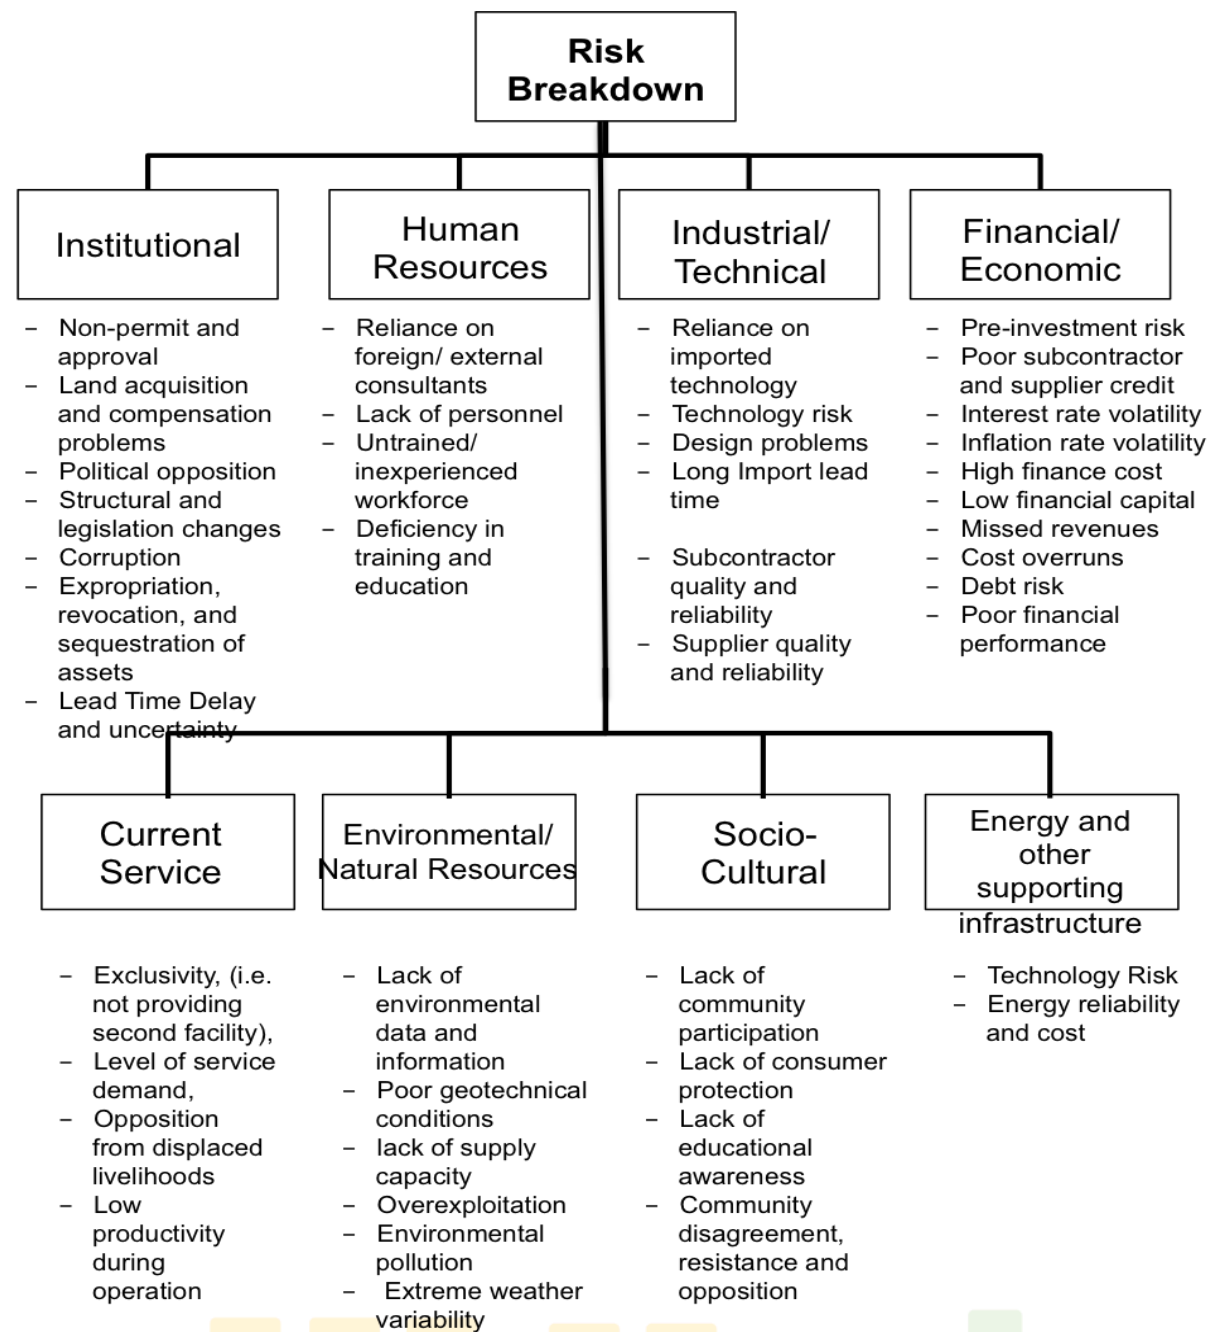 Risk
Breakdown
Institutional
Human
Resources
Industrial/
Technical
Financial/
Economic
– Non-permit and
approval
– Land acquisition
and compensation
problems
– Political opposition
– Structural and
legislation changes
– Corruption
– Expropriation,
revocation, and
sequestration of
assets
– Lead Time Delay
and uncertainty
– Reliance on
foreign/ external
consultants
– Lack of personnel
– Untrained/
inexperienced
workforce
– Deficiency in
training and
education
– Reliance on
imported
technology
– Technology risk
– Design problems
– Long Import lead
time
– Subcontractor
quality and
reliability
– Supplier quality
and reliability
– Pre-investment risk
– Poor subcontractor
and supplier credit
– Interest rate volatility
– Inflation rate volatility
– High finance cost
– Low financial capital
– Missed revenues
– Cost overruns
– Debt risk
– Poor financial
performance
Current
Service
Environmental/
Natural Resources
Socio-
Cultural
Energy and
other
supporting
infrastructure
– Exclusivity, (i.e.
not providing
second facility),
– Level of service
demand,
– Opposition
from displaced
livelihoods
– Low
productivity
during
operation
– Lack of
environmental
data and
information
– Poor geotechnical
conditions
– lack of supply
capacity
– Overexploitation
– Environmental
pollution
– Extreme weather
variability
– Lack of
community
participation
– Lack of consumer
protection
– Lack of
educational
awareness
– Community
disagreement,
resistance and
opposition
– Technology Risk
– Energy reliability
and cost